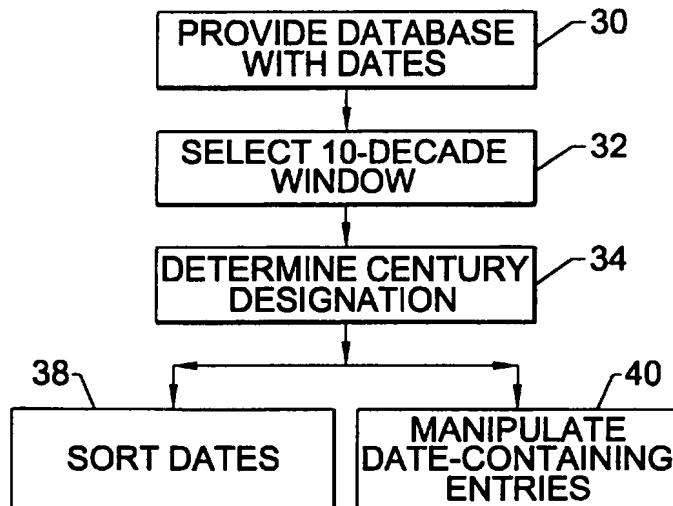 PROVIDE DATABASE
WITH DATES
30
SELECT 10-DECADE
WINDOW
32
DETERMINE CENTURY
DESIGNATION
34
38
SORT DATES
40
MANIPULATE
DATE-CONTAINING
ENTRIES